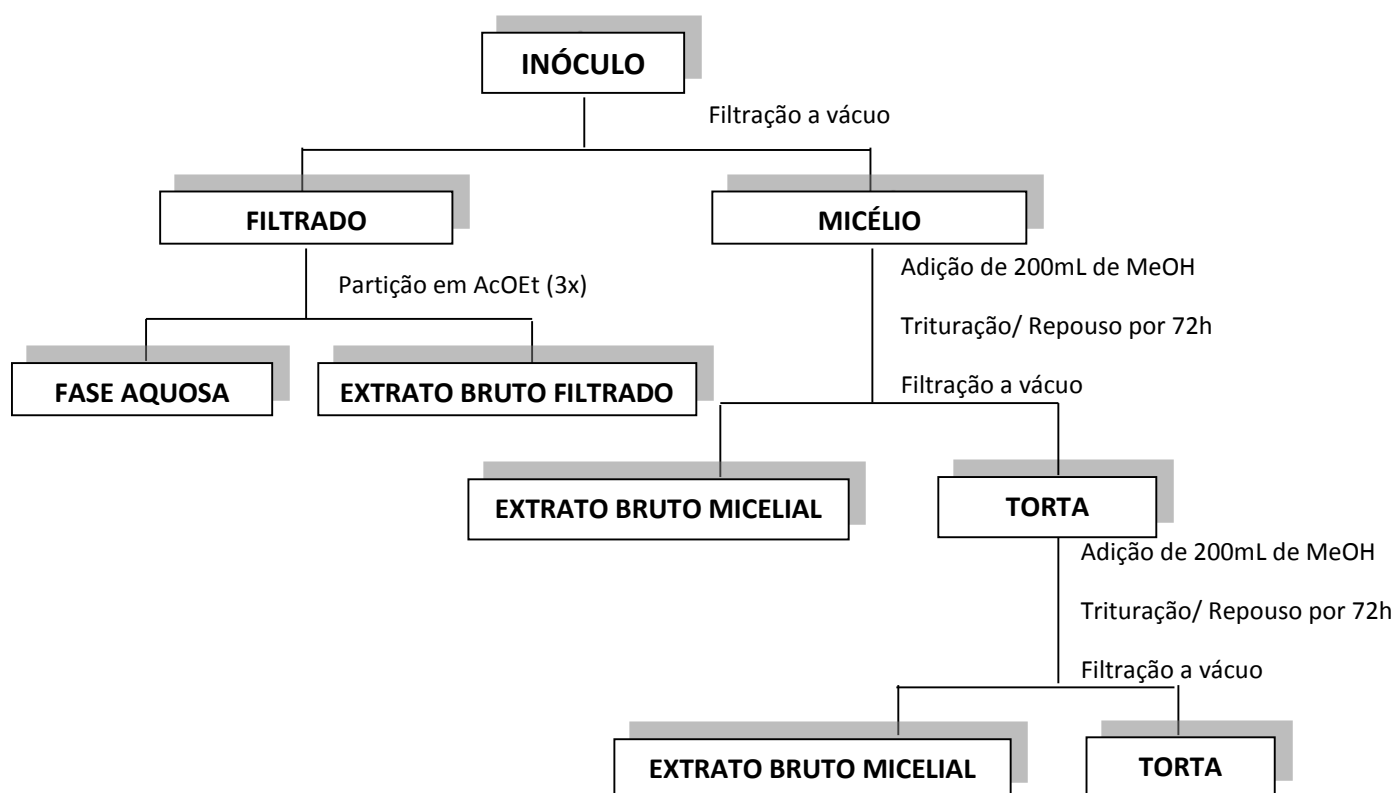 INÓCULO
Filtração a vácuo
FILTRADO
MICÉLIO
Partição em AcOEt (3x)
Adição de 200mL de MeOH
Trituração/ Repouso por 72h
Filtração a vácuo
FASE AQUOSA
EXTRATO BRUTO FILTRADO
EXTRATO BRUTO MICELIAL
TORTA
Adição de 200mL de MeOH
Trituração/ Repouso por 72h
Filtração a vácuo
EXTRATO BRUTO MICELIAL
TORTA